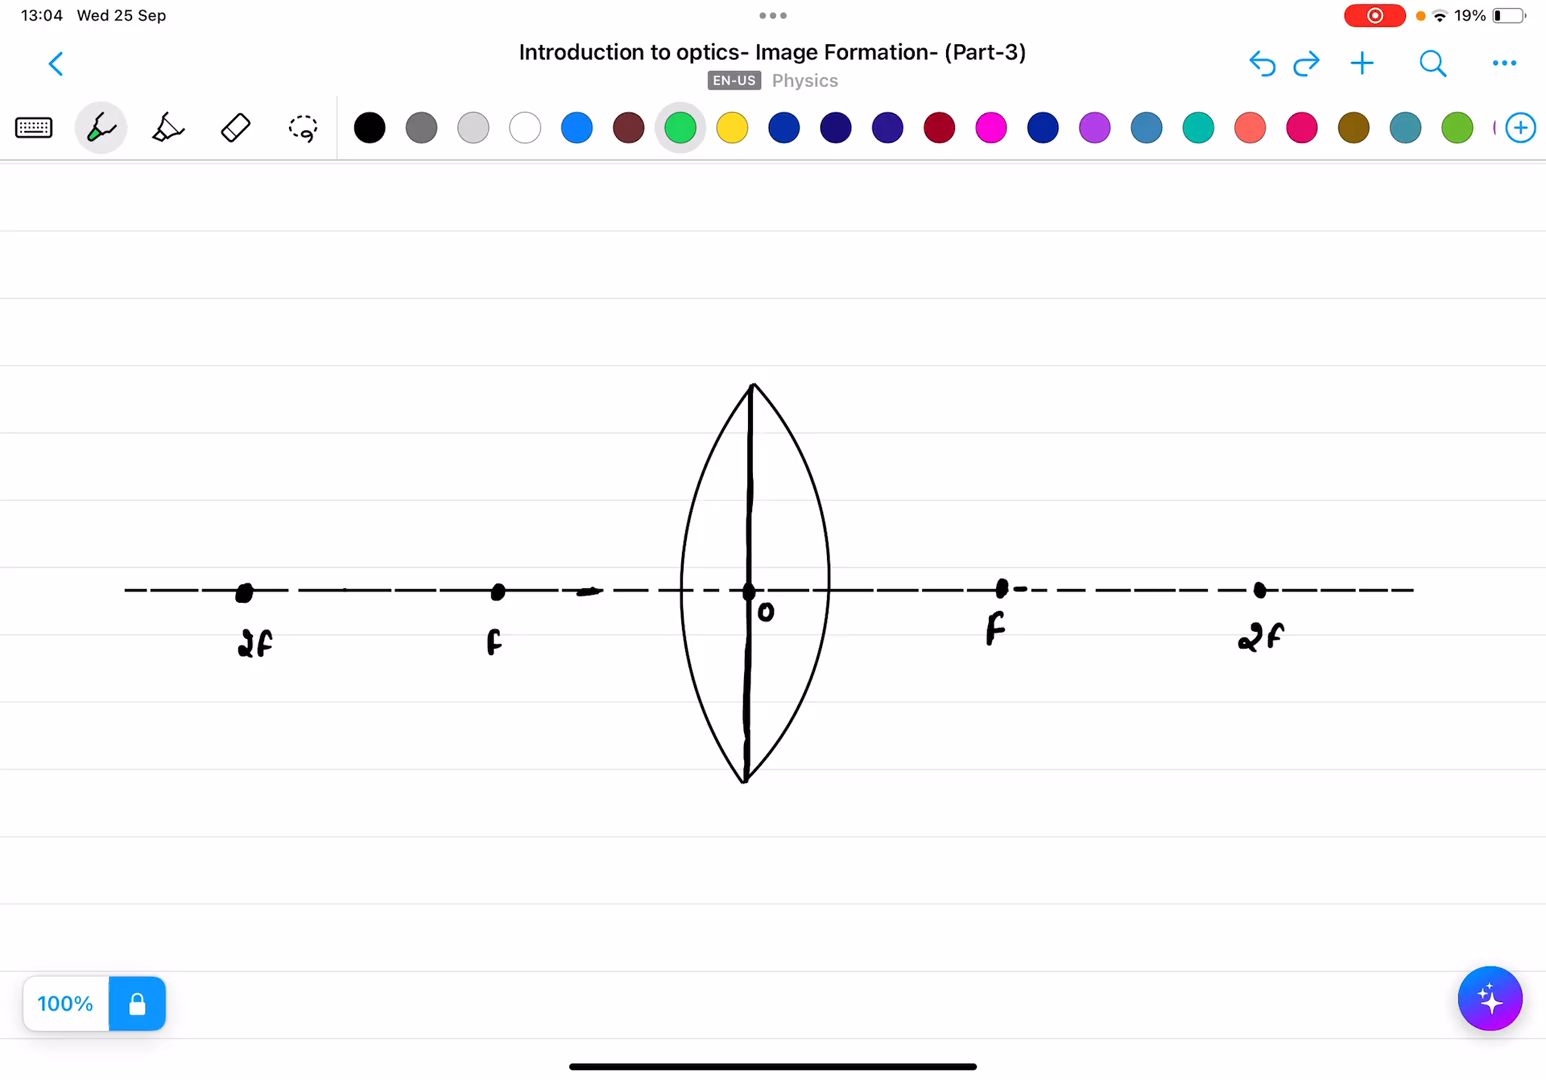 13:04 Wed 25 Sep
19%
Introduction to optics- Image Formation- (Part-3)
EN-US Physics
O
2F F F 2F
100%